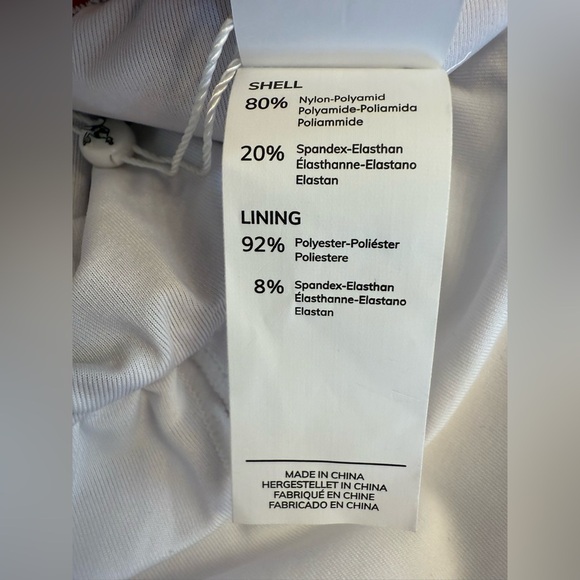 SHELL
80% Nylon-Polyamid
Polyamide-Poliamida
Poliammide
20% Spandex-Elasthan
Élasthanne-Elastano
Elastan
LINING
92% Polyester-Poliéster
Poliestere
8% Spandex-Elasthan
Élasthanne-Elastano
Elastan
MADE IN CHINA
HERGESTELLET IN CHINA
FABRIQUÉ EN CHINE
FABRICADO EN CHINA